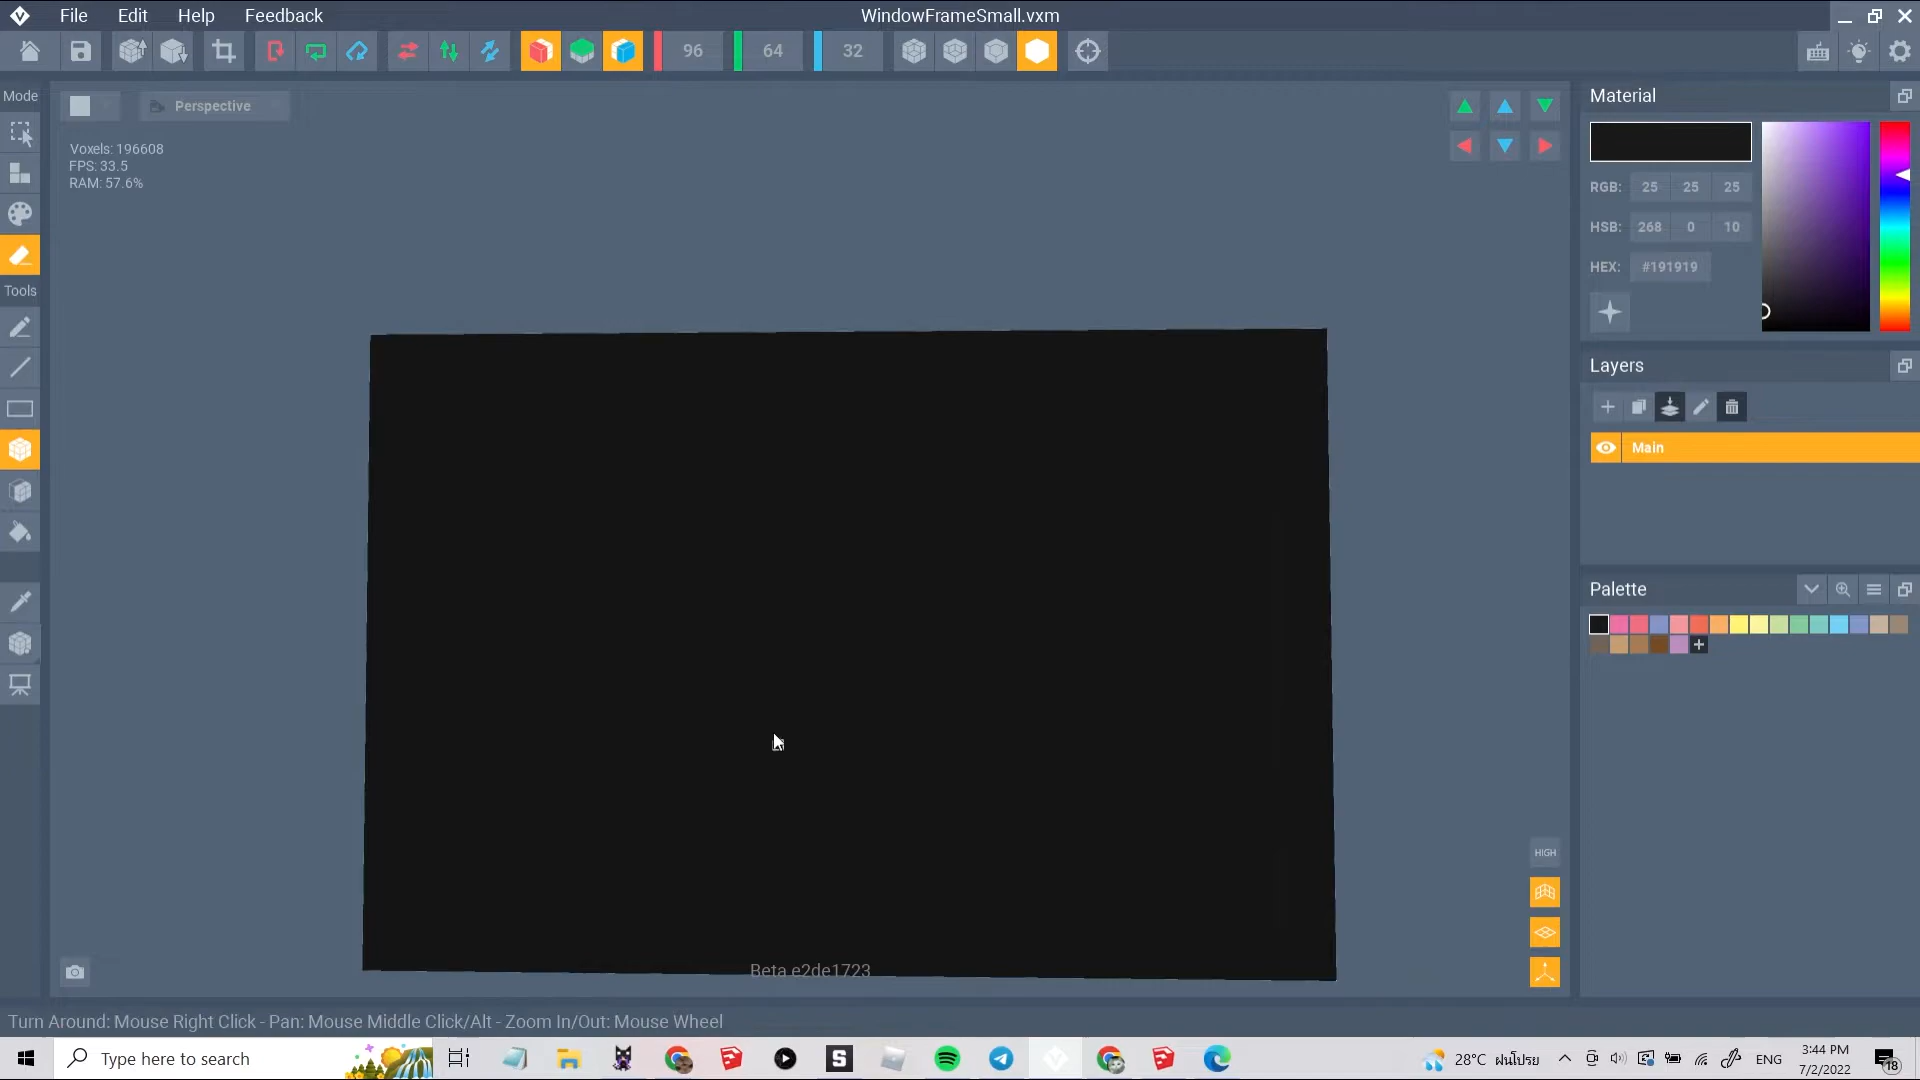 File Edit Help Feedback WindowFrameSmall.vxm
96 64 32
Mode
Perspective
Voxels: 196608
FPS: 33.5
RAM: 57.6%
Tools
Material
RGB: 25 25 25
HSB: 268 0 10
HEX: #191919
Layers
Main
Palette
HIGH
Beta e2de1723
Turn Around: Mouse Right Click - Pan: Mouse Middle Click/Alt - Zoom In/Out: Mouse Wheel
Type here to search
S
28°C ฝนโปรย
ENG
3:44 PM
7/2/2022
18